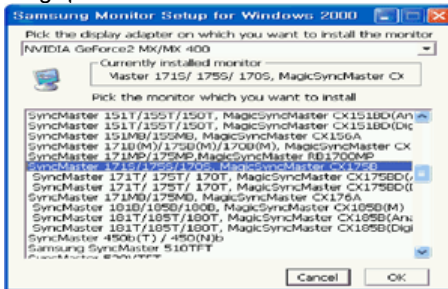 Samsung Monitor Setup for Windows 2000
Pick the display adapter on which you want to install the monitor
NVIDIA GeForce2 MX/MX 400
Currently installed monitor
Master 171S/ 175S/ 170S, MagicSyncMaster CX
Pick the monitor which you want to install
SyncMaster 151T/155T/150T, MagicSyncMaster CX151BD(An
SyncMaster 151T/155T/150T, MagicSyncMaster CX151BD(Dig
SyncMaster 151MB/155MB, MagicSyncMaster CX156A
SyncMaster 171B(M)/175B(M)/170B(M), MagicSyncMaster CX
SyncMaster 171MP/175MP,MagicSyncMaster RB1700MP
SyncMaster 171S/175S/170S, MagicSyncMaster CX175B
SyncMaster 171T/ 175T/ 170T, MagicSyncMaster CX175BD(
SyncMaster 171T/ 175T/ 170T, MagicSyncMaster CX175BD(D
SyncMaster 171MB/175MB, MagicSyncMaster CX176A
SyncMaster 181B/185B/180B, MagicSyncMaster CX185B(M)
SyncMaster 181T/185T/180T, MagicSyncMaster CX185B(Ana
SyncMaster 181T/185T/180T, MagicSyncMaster CX185B(Digi
SyncMaster 450b(T) / 450(N)b
Samsung SyncMaster 510TFT
Cancel
OK